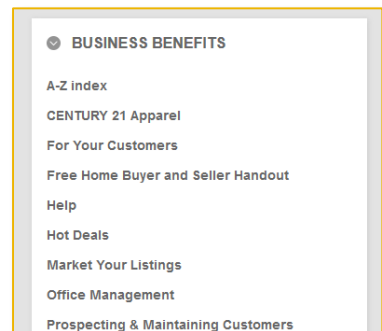 BUSINESS BENEFITS
A-Z index
CENTURY 21 Apparel
For Your Customers
Free Home Buyer and Seller Handout
Help
Hot Deals
Market Your Listings
Office Management
Prospecting & Maintaining Customers